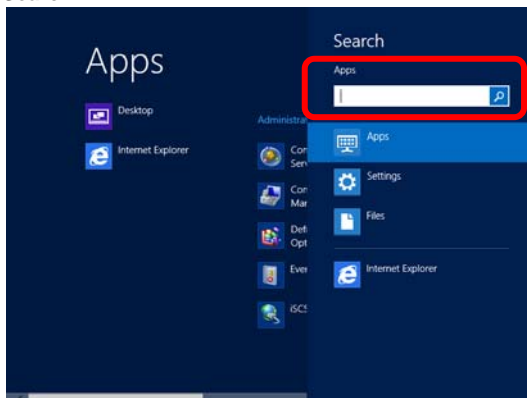 Apps
Desktop
Internet Explorer
Search
Apps
Apps
Settings
Files
Internet Explorer